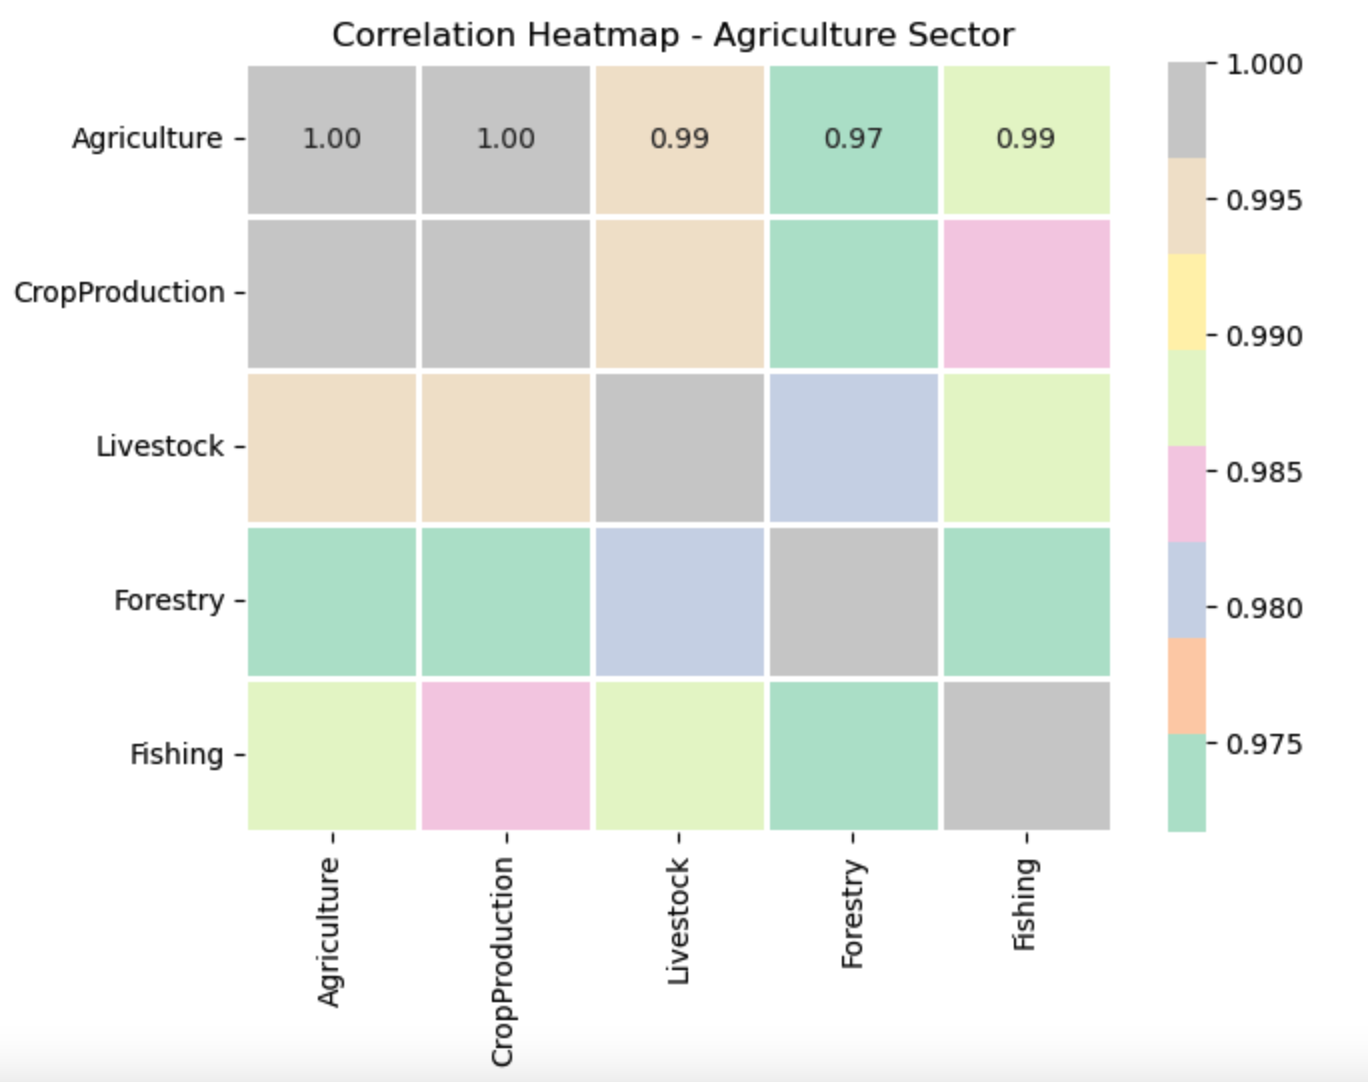 Correlation Heatmap - Agriculture Sector
Agriculture
1.00 1.00 0.99 0.97 0.99
CropProduction
Livestock
Forestry
Fishing
Agriculture
CropProduction
Livestock
Forestry
Fishing
1.000
0.995
0.990
0.985
0.980
0.975